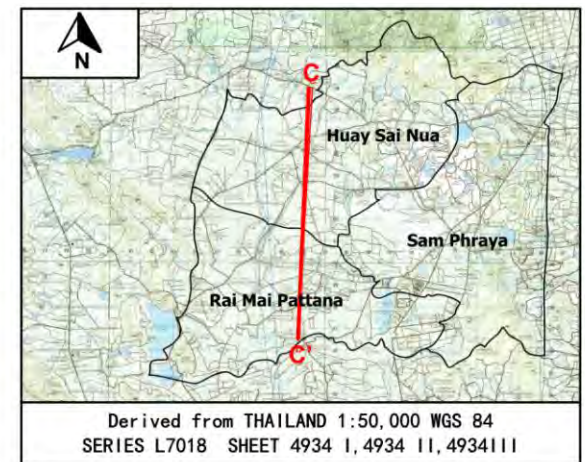 N
C
Huay Sai Nua
Sam Phraya
Rai Mai Pattana
C'
Derived from THAILAND 1:50,000 WGS 84
SERIES L7018 SHEET 4934 I,4934 II,4934III